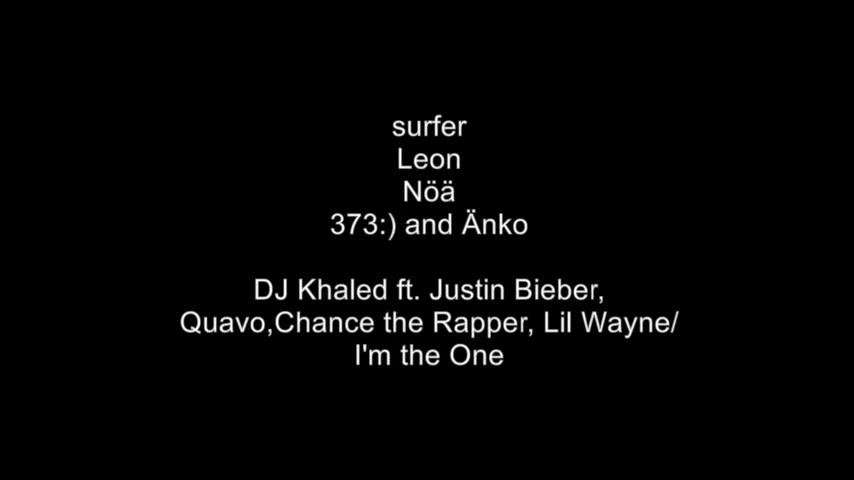 surfer
Leon
Nöä
373:) and Änko
DJ Khaled ft. Justin Bieber,
Quavo,Chance the Rapper, Lil Wayne/
I'm the One